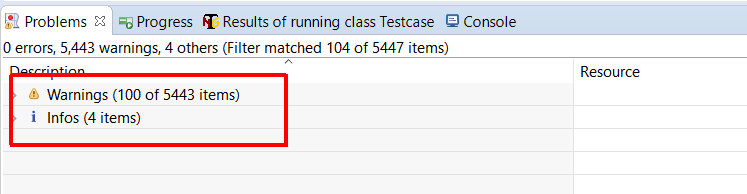 Problems Progress Results of running class Testcase Console
0 errors, 5,443 warnings, 4 others (Filter matched 104 of 5447 items)
Description Resource
Warnings (100 of 5443 items)
Infos (4 items)